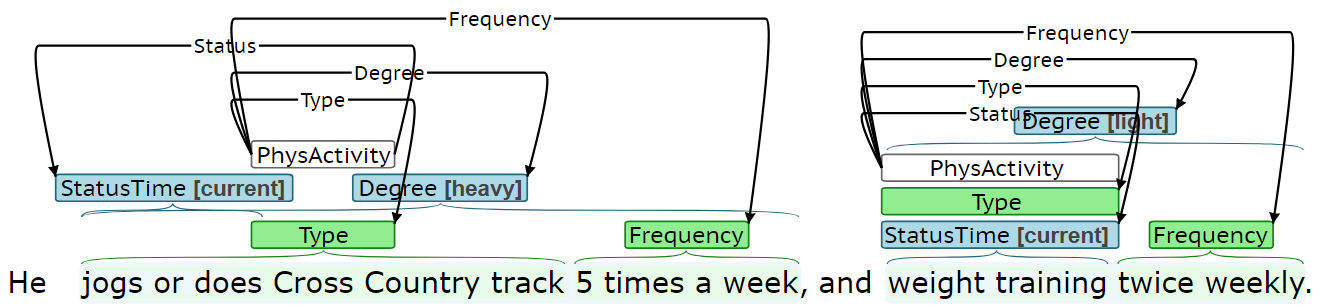 Frequency
Frequency
Status
Degree
Degree
Type
Type
Status
Degree [light]
PhysActivity
PhysActivity
StatusTime [current]
Degree [heavy]
Type
Type
Frequency
StatusTime [current]
Frequency
He jogs or does Cross Country track 5 times a week, and weight training twice weekly.